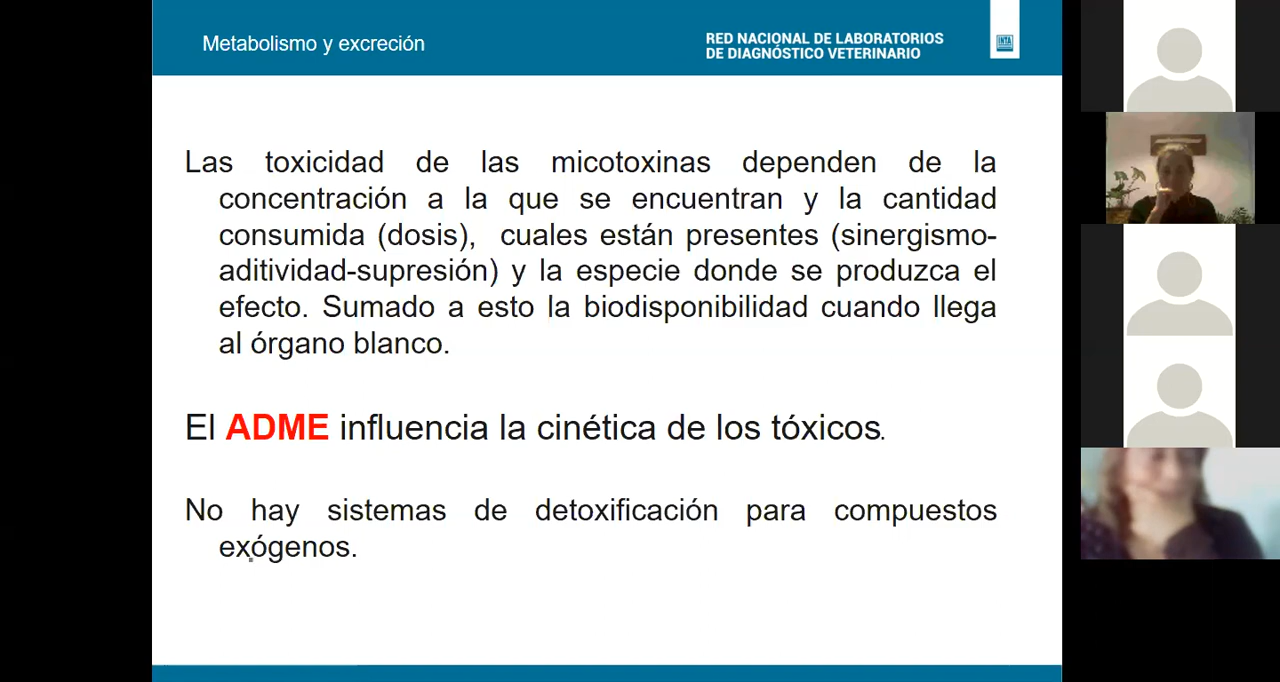 Metabolismo y excreción
RED NACIONAL DE LABORATORIOS
DE DIAGNÓSTICO VETERINARIO
INTA
Las toxicidad de las micotoxinas dependen de la
concentración a la que se encuentran y la cantidad
consumida (dosis), cuales están presentes (sinergismo-
aditividad-supresión) y la especie donde se produzca el
efecto. Sumado a esto la biodisponibilidad cuando llega
al órgano blanco.
El ADME influencia la cinética de los tóxicos.
No hay sistemas de detoxificación para compuestos
exógenos.